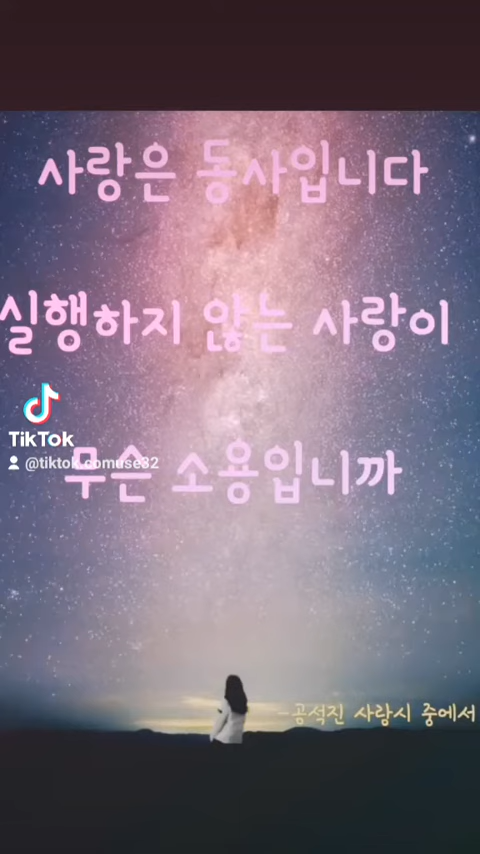 사랑은 동사입니다
실행하지 않는 사랑이
TikTok
@tiktok.comuse32
무슨 소용입니까
-공석진 사랑시 중에서